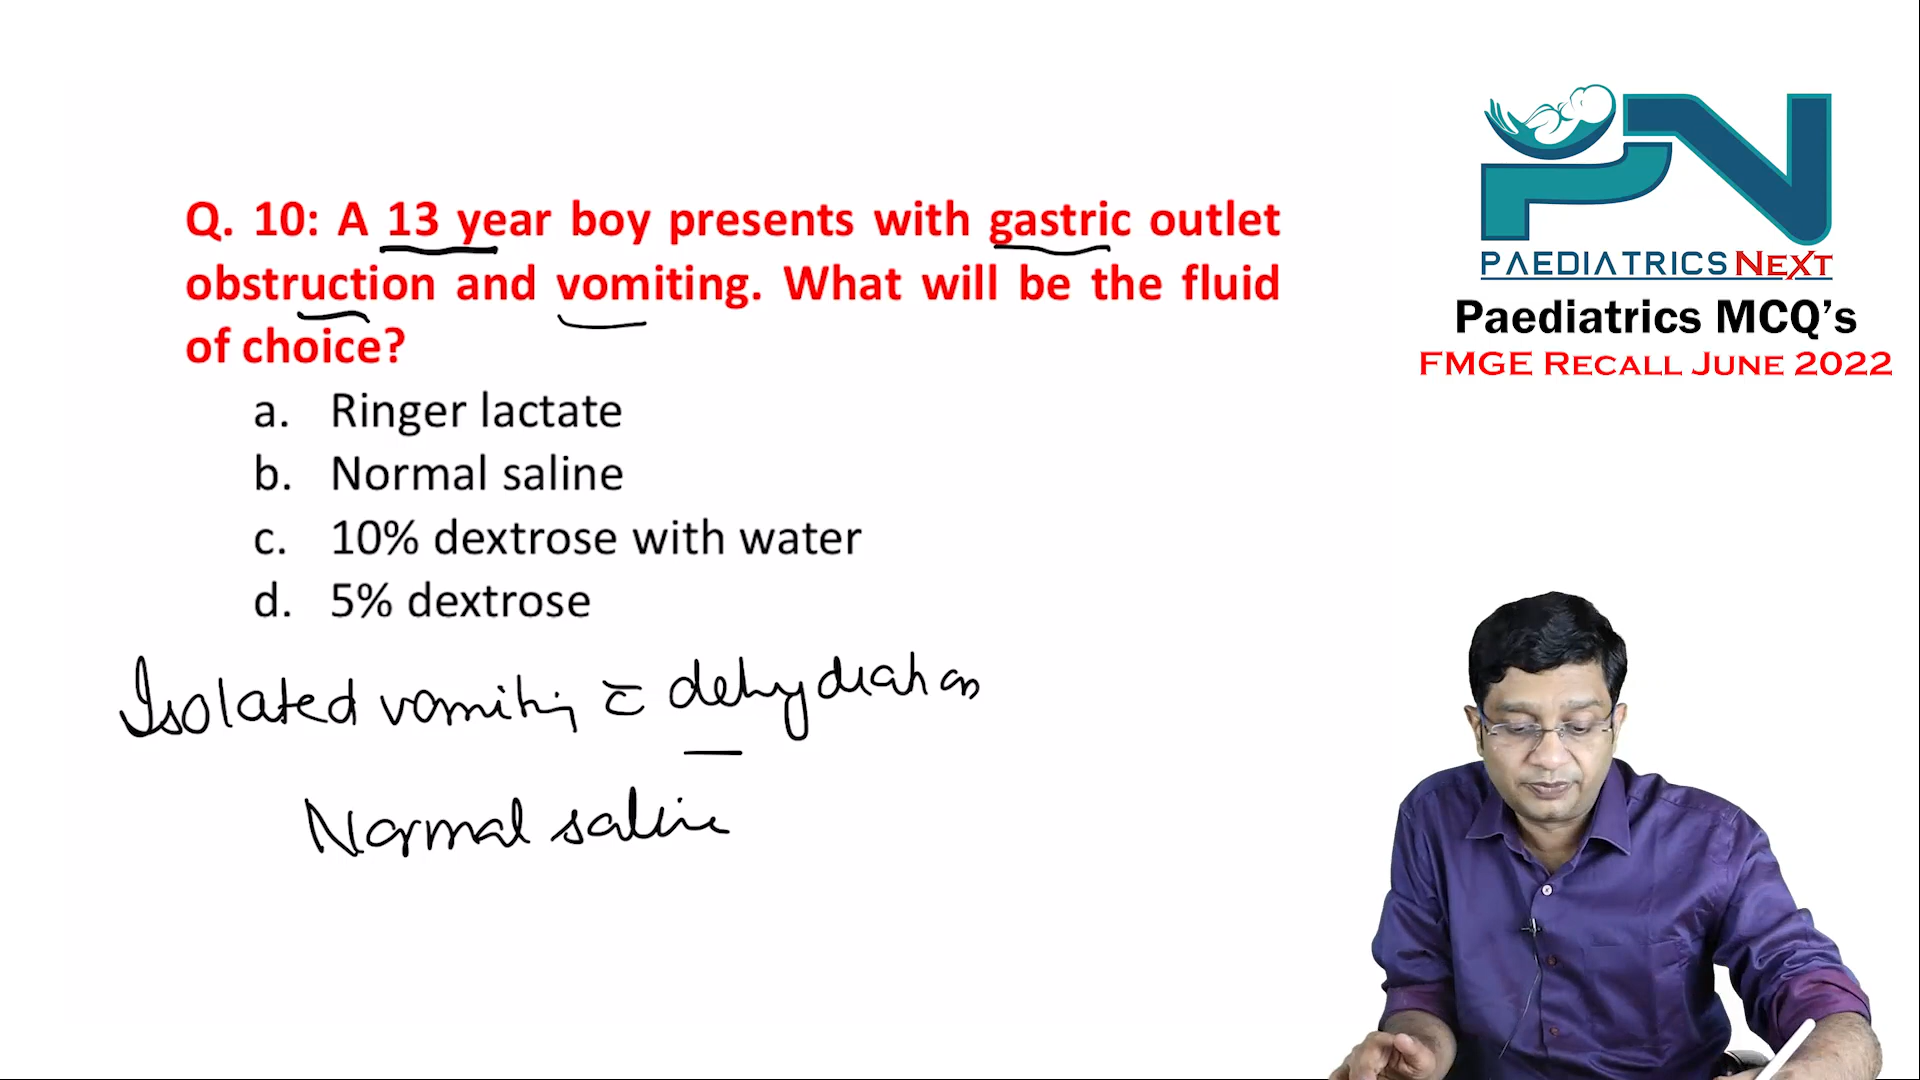 Q. 10: A 13 year boy presents with gastric outlet
obstruction and vomiting. What will be the fluid
of choice?
a. Ringer lactate
b. Normal saline
c. 10% dextrose with water
d. 5% dextrose
Isolated vomiting c̄ dehydration
Normal saline
PN
PAEDIATRICS NEXT
Paediatrics MCQ's
FMGE RECALL JUNE 2022